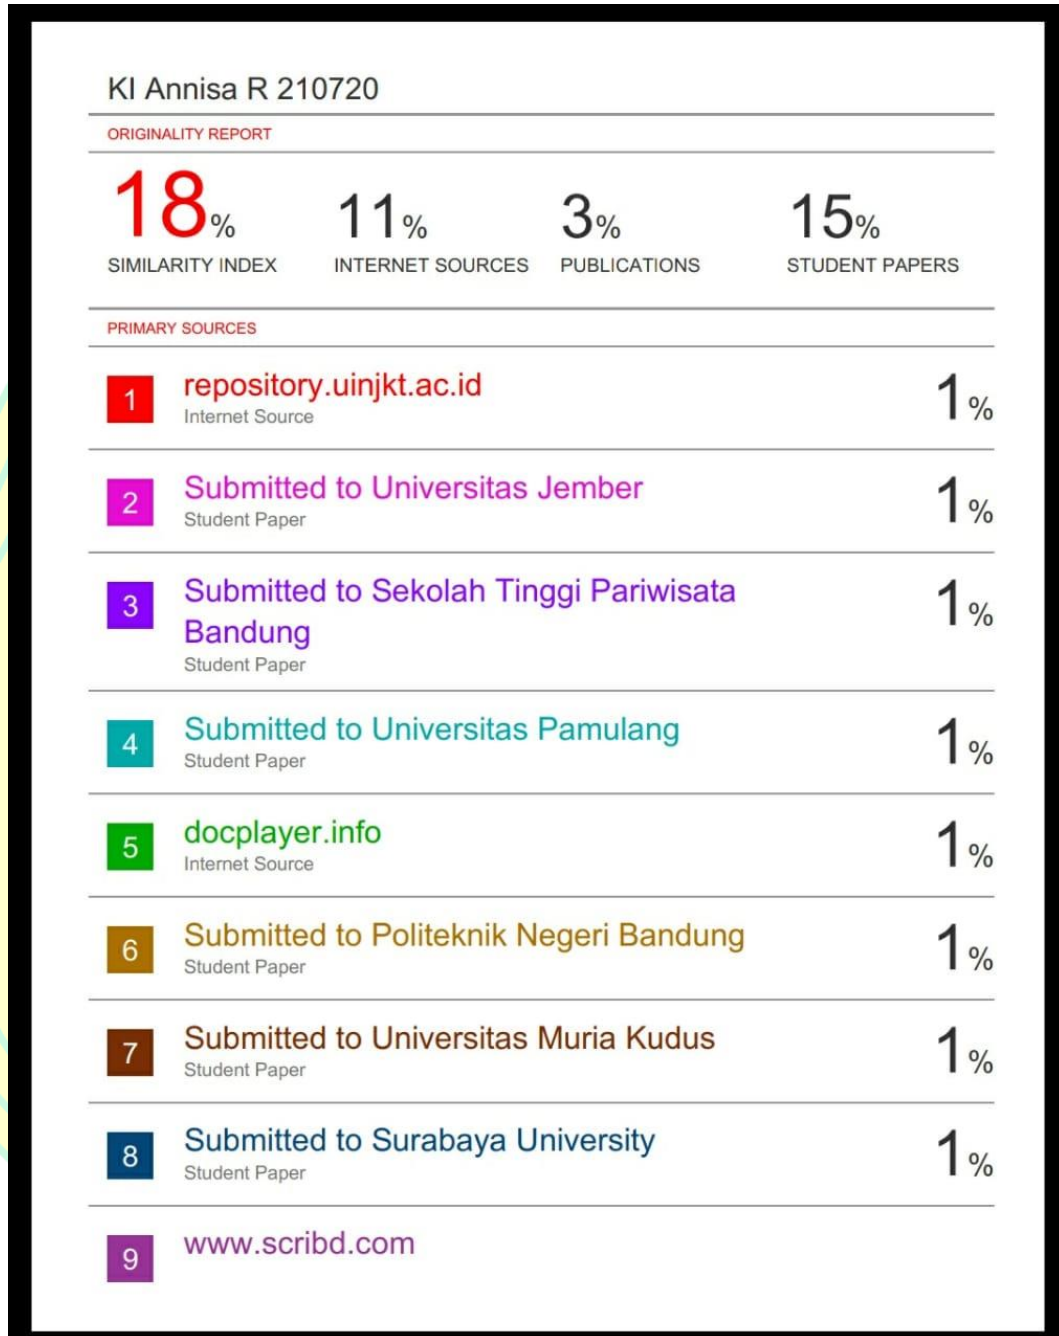 KI Annisa R 210720
ORIGINALITY REPORT
18% 11% 3% 15%
SIMILARITY INDEX INTERNET SOURCES PUBLICATIONS STUDENT PAPERS
PRIMARY SOURCES
1 repository.uinjkt.ac.id 1%
Internet Source
2 Submitted to Universitas Jember 1%
Student Paper
3 Submitted to Sekolah Tinggi Pariwisata 1%
Bandung
Student Paper
4 Submitted to Universitas Pamulang 1%
Student Paper
5 docplayer.info 1%
Internet Source
6 Submitted to Politeknik Negeri Bandung 1%
Student Paper
7 Submitted to Universitas Muria Kudus 1%
Student Paper
8 Submitted to Surabaya University 1%
Student Paper
9 www.scribd.com